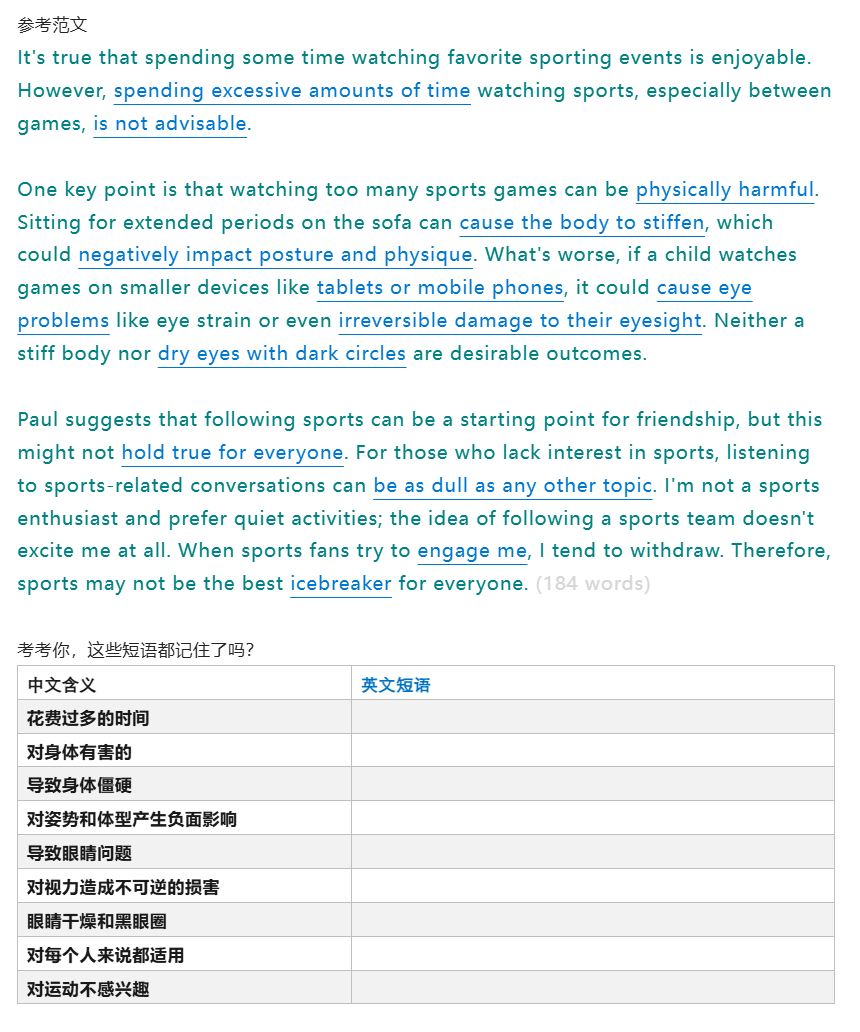 参考范文
It's true that spending some time watching favorite sporting events is enjoyable.
However, spending excessive amounts of time watching sports, especially between
games, is not advisable.
One key point is that watching too many sports games can be physically harmful.
Sitting for extended periods on the sofa can cause the body to stiffen, which
could negatively impact posture and physique. What's worse, if a child watches
games on smaller devices like tablets or mobile phones, it could cause eye
problems like eye strain or even irreversible damage to their eyesight. Neither a
stiff body nor dry eyes with dark circles are desirable outcomes.
Paul suggests that following sports can be a starting point for friendship, but this
might not hold true for everyone. For those who lack interest in sports, listening
to sports-related conversations can be as dull as any other topic. I'm not a sports
enthusiast and prefer quiet activities; the idea of following a sports team doesn't
excite me at all. When sports fans try to engage me, I tend to withdraw. Therefore,
sports may not be the best icebreaker for everyone. (184 words)
考考你，这些短语都记住了吗？
中文含义 英文短语
花费过多的时间
对身体有害的
导致身体僵硬
对姿势和体型产生负面影响
导致眼睛问题
对视力造成不可逆的损害
眼睛干燥和黑眼圈
对每个人来说都适用
对运动不感兴趣